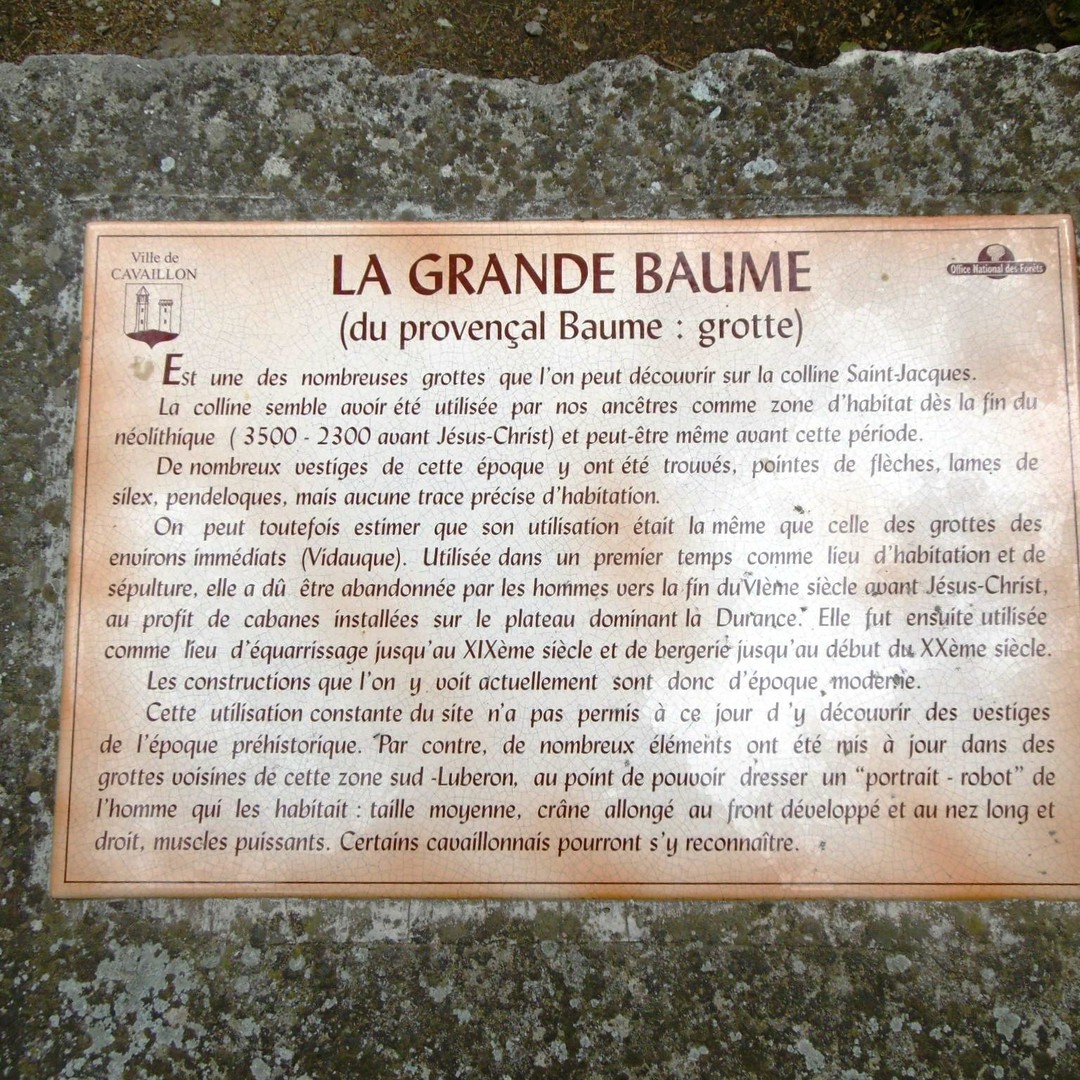 Ville de
CAVAILLON
LA GRANDE BAUME
Office National des Forêts
(du provençal Baume : grotte)
Est une des nombreuses grottes que l'on peut découvrir sur la colline Saint-Jacques.
La colline semble avoir été utilisée par nos ancêtres comme zone d'habitat dès la fin du
néolithique ( 3500 - 2300 avant Jésus-Christ) et peut-être même avant cette période.
De nombreux vestiges de cette époque y ont été trouvés, pointes de flèches, lames de
silex, pendeloques, mais aucune trace précise d'habitation.
On peut toutefois estimer que son utilisation était la même que celle des grottes des
environs immédiats (Vidauque). Utilisée dans un premier temps comme lieu d'habitation et de
sépulture, elle a dû être abandonnée par les hommes vers la fin du VIème siècle avant Jésus-Christ,
au profit de cabanes installées sur le plateau dominant la Durance. Elle fut ensuite utilisée
comme lieu d'équarrissage jusqu'au XIXème siècle et de bergerie jusqu'au début du XXème siècle.
Les constructions que l'on y voit actuellement sont donc d'époque moderne.
Cette utilisation constante du site n'a pas permis à ce jour d 'y découvrir des vestiges
de l'époque préhistorique. Par contre, de nombreux éléments ont été mis à jour dans des
grottes voisines de cette zone sud -Luberon, au point de pouvoir dresser un "portrait - robot" de
l'homme qui les habitait : taille moyenne, crâne allongé au front développé et au nez long et
droit, muscles puissants. Certains cavaillonnais pourront s'y reconnaître.